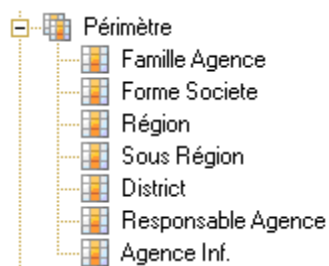 Périmètre
Famille Agence
Forme Societe
Région
Sous Région
District
Responsable Agence
Agence Inf.